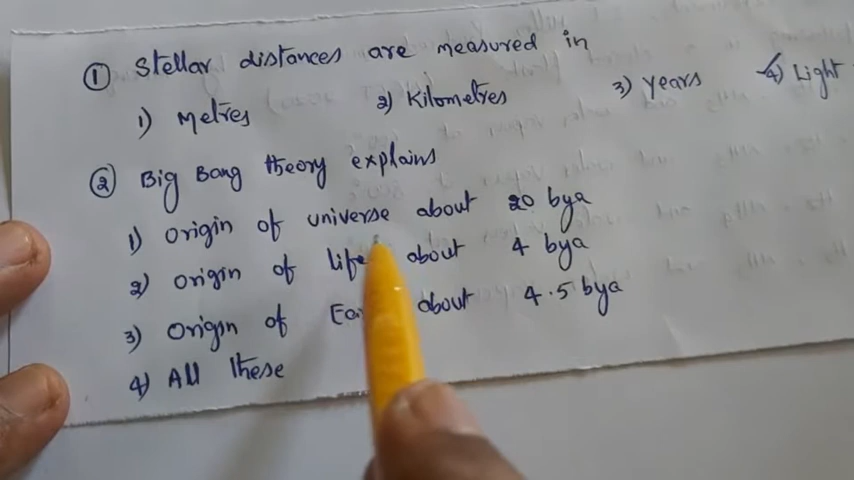 1 Stellar distances are measured in
1) Metres 2) Kilometres 3) Years 4) Light
2 Big Bang theory explains
1) Origin of universe about 20 bya
2) Origin of life about 4 bya
3) Origin of about 4.5 bya
4) All these